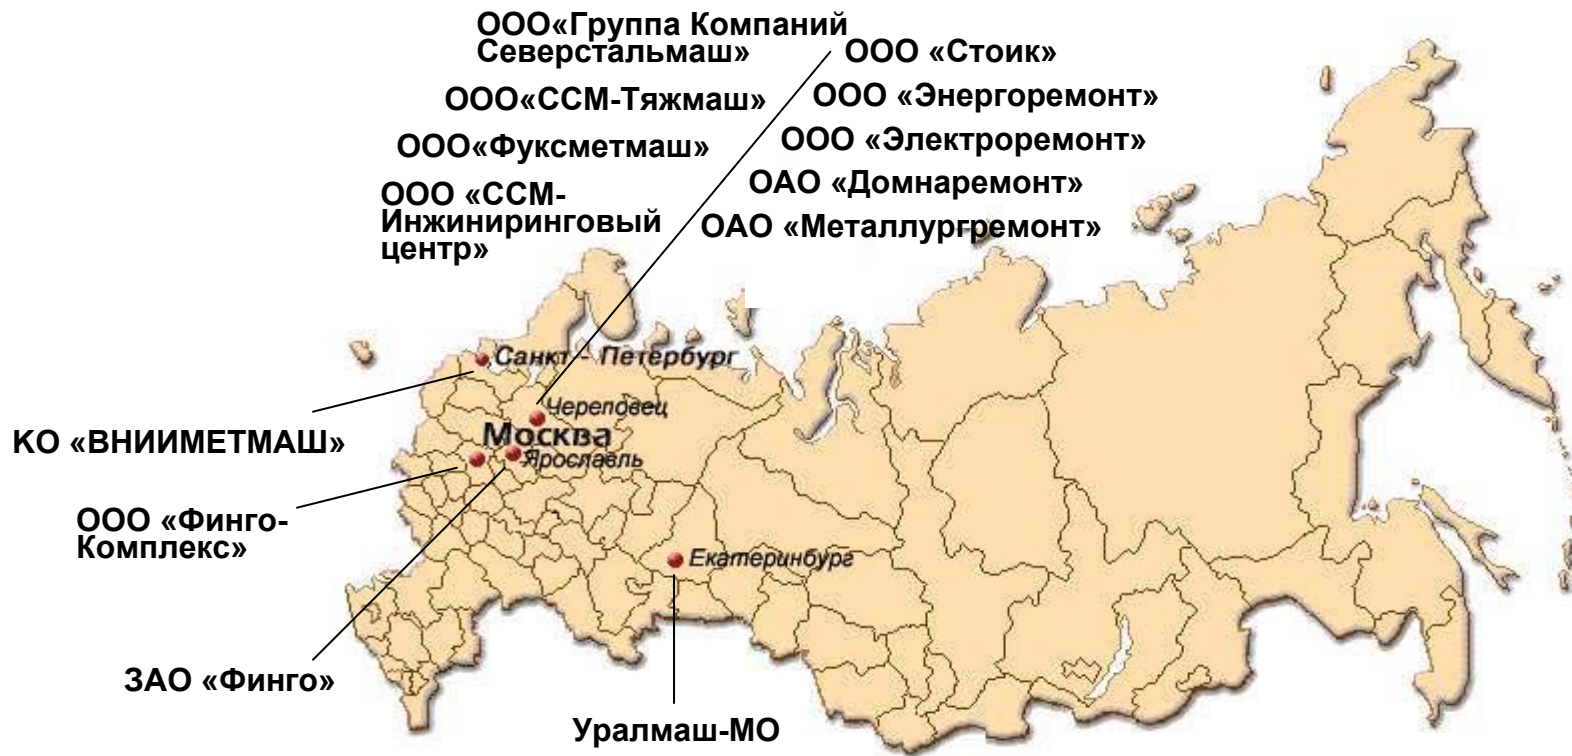 ООО«Группа Компаний
Северстальмаш»
ООО «Стоик»
ООО«ССМ-Тяжмаш»
ООО «Энергоремонт»
ООО«Фуксметмаш»
ООО «Электроремонт»
ООО «ССМ-
Инжиниринговый
центр»
ОАО «Домнаремонт»
ОАО «Металлургремонт»
Санкт - Петербург
Череповец
Москва
Ярославль
КО «ВНИИМЕТМАШ»
ООО «Финго-
Комплекс»
Екатеринбург
ЗАО «Финго»
Уралмаш-МО